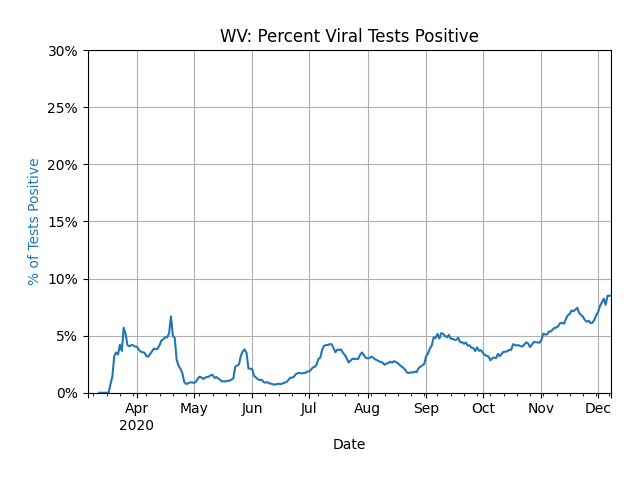 WV: Percent Viral Tests Positive
30%
25%
20%
15%
10%
5%
0%
% of Tests Positive
Apr May Jun Jul Aug Sep Oct Nov Dec
2020
Date